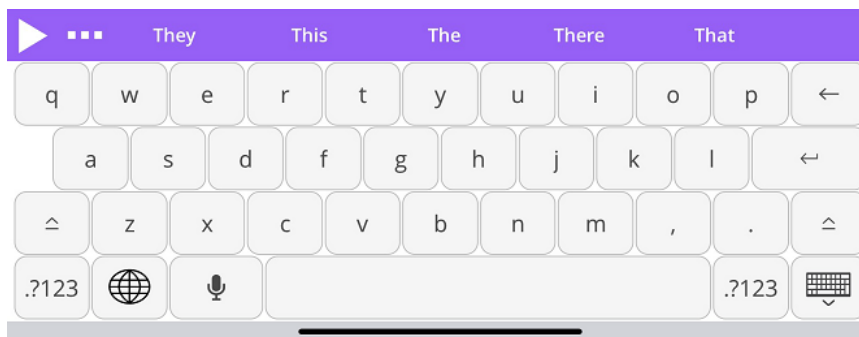 They This The There That
q w e r t y u i o p
a s d f g h j k l
z x c v b n m , .
.?123 .?123